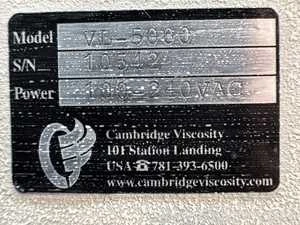 Model VL-5000
S/N 10542
Power 100-240VAC
Cambridge Viscosity
101 Station Landing
USA ☎ 781-393-6500
www.cambridgeviscosity.com